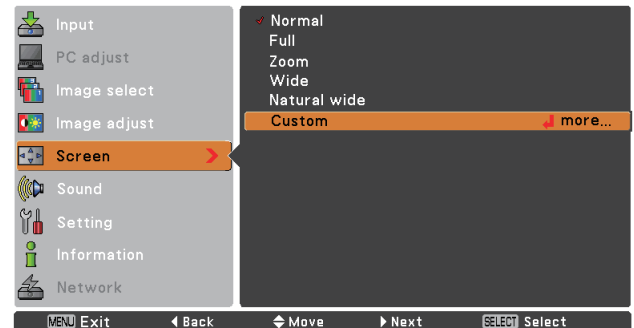 Input
PC adjust
Image select
Image adjust
Screen
Sound
Setting
Information
Network
Normal
Full
Zoom
Wide
Natural wide
Custom more...
MENU Exit Back Move Next SELECT Select